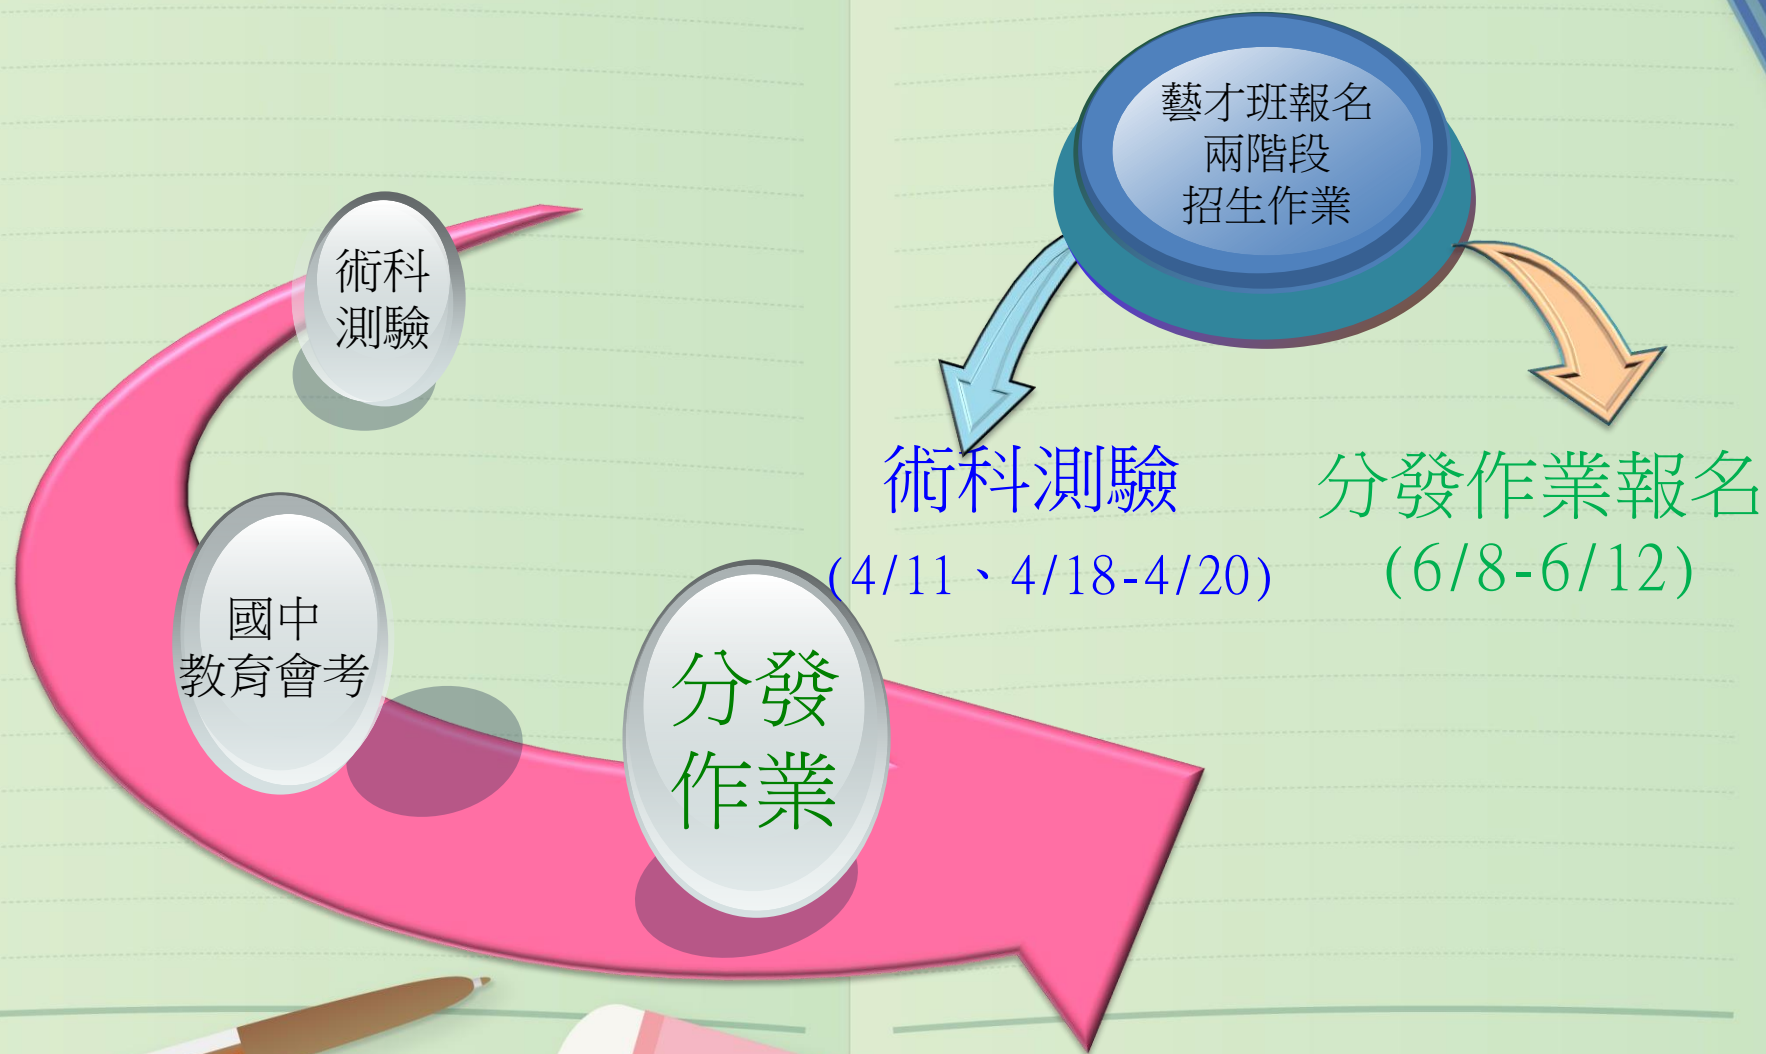 藝才班報名
兩階段
招生作業
術科
測驗
國中
教育會考
分發
作業
術科測驗
(4/11、4/18-4/20)
分發作業報名
(6/8-6/12)